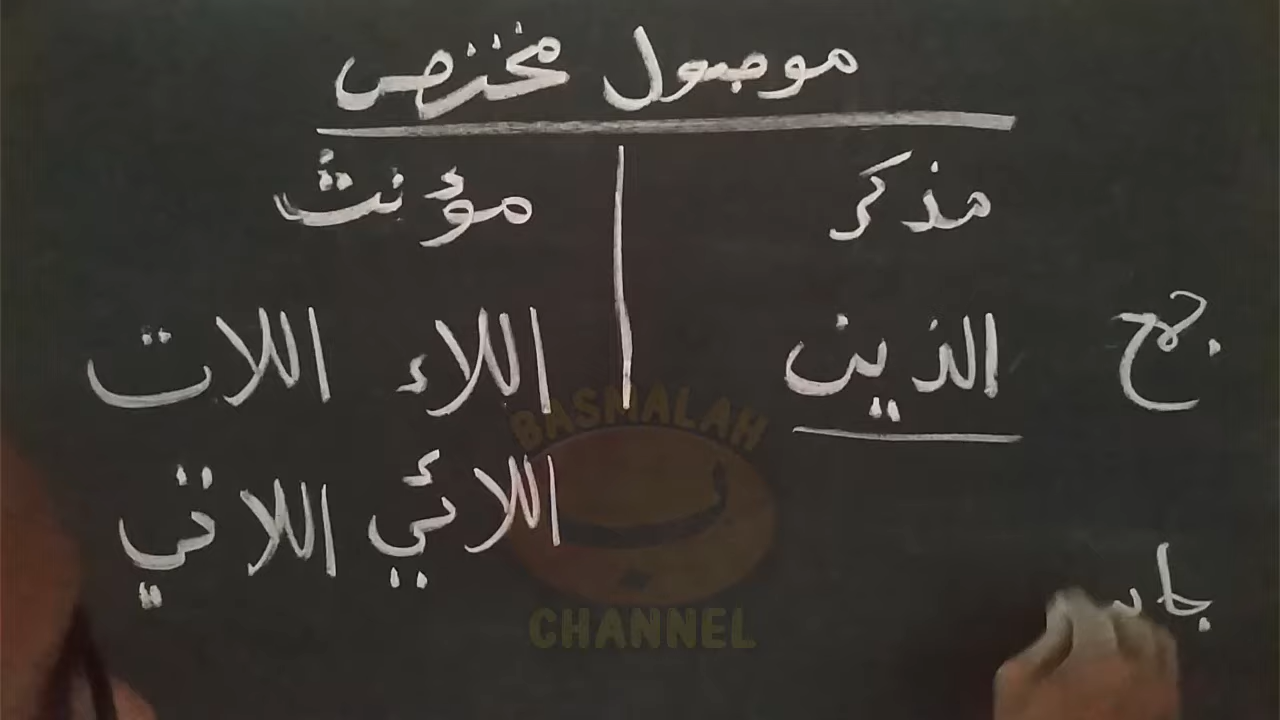 موصول مختص
مذكر مؤنث
جمع الذين اللاء اللات
اللائي اللاتي
BASMALAH
ب
CHANNEL